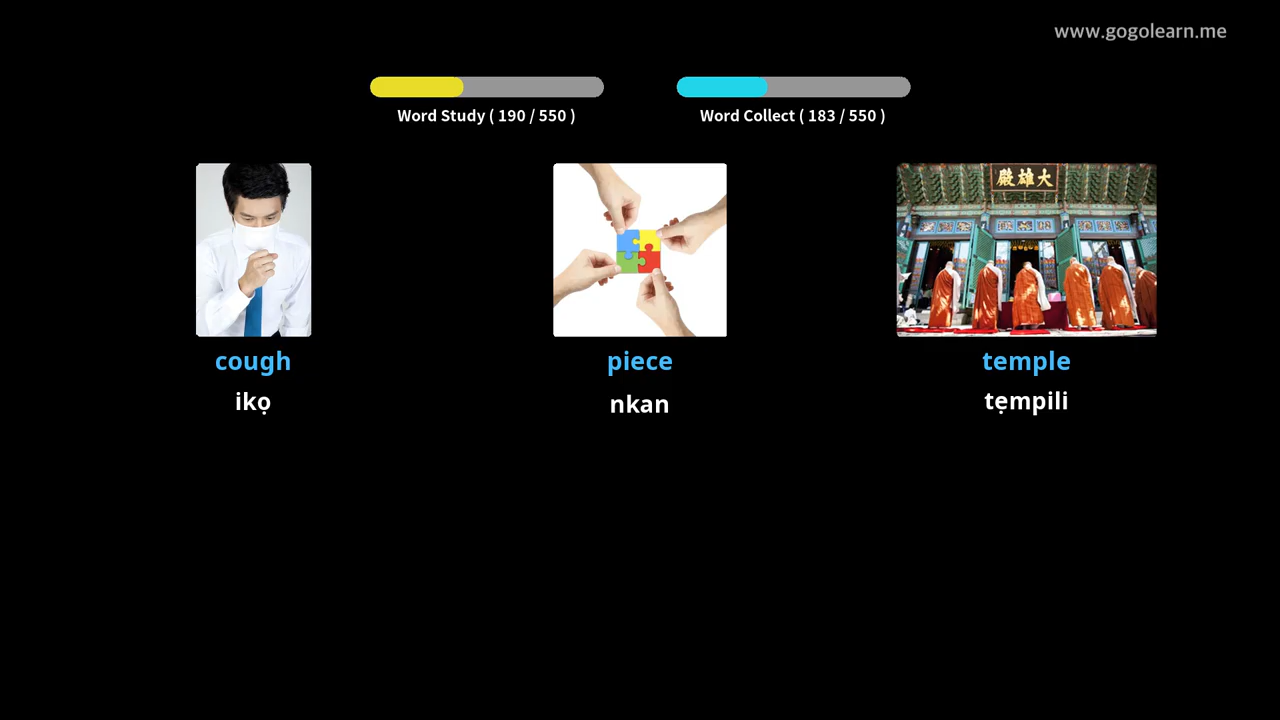 www.gogolearn.me
Word Study ( 190 / 550 )
Word Collect ( 183 / 550 )
殿雄大
cough
piece
temple
ikọ
nkan
tẹmpili